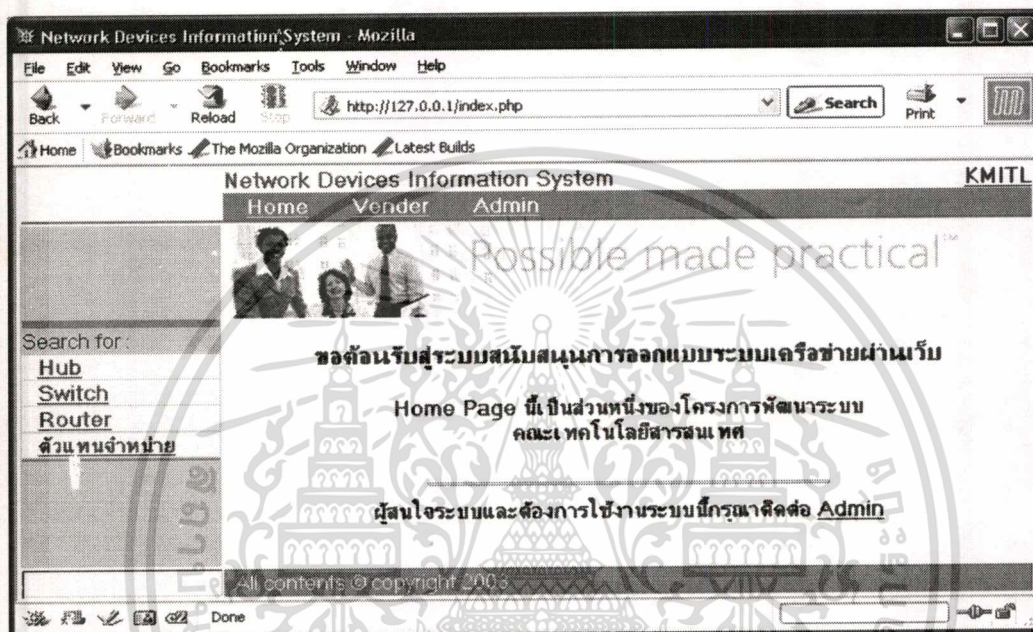 Network Devices Information System - Mozilla
File Edit View Go Bookmarks Tools Window Help
Back Forward Reload Stop http://127.0.0.1/index.php Search Print
Home Bookmarks The Mozilla Organization Latest Builds
Network Devices Information System KMITL
Home Vender Admin
Possible made practical™
Search for :
Hub
Switch
Router
ตัวแทนจำหน่าย
ขอต้อนรับสู่ระบบสนับสนุนการออกแบบระบบเครือข่ายผ่านเว็บ
Home Page นี้เป็นส่วนหนึ่งของโครงการพัฒนาระบบ
คณะเทคโนโลยีสารสนเทศ
ผู้สนใจระบบและต้องการใช้งานระบบนี้กรุณาติดต่อ Admin
All contents © copyright 2003
Done